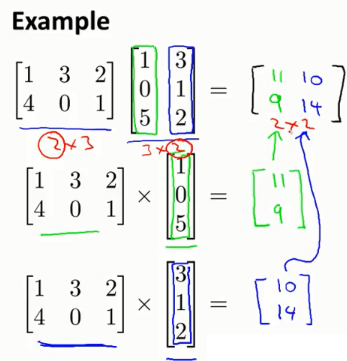 Example
[1 3 2; 4 0 1] [1 3; 0 1; 5 2] = [11 10; 9 14]
2×3 3×2 2×2
[1 3 2; 4 0 1] × [1; 0; 5] = [11; 9]
[1 3 2; 4 0 1] × [3; 1; 2] = [10; 14]